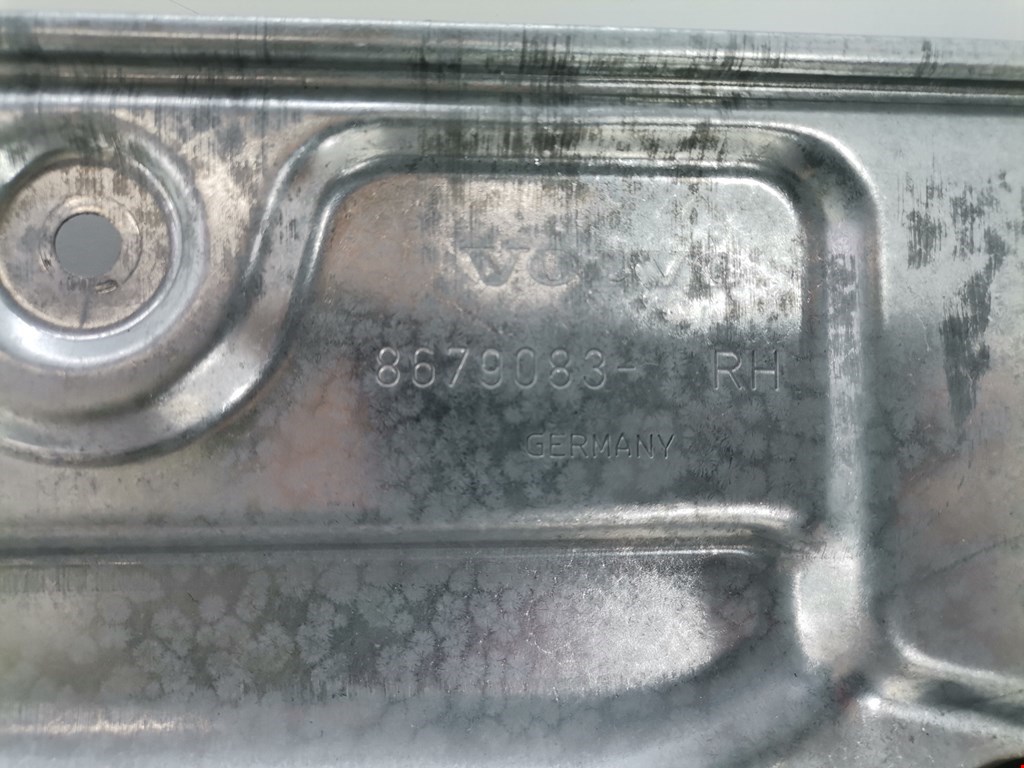 VOLVO
8679083- RH
GERMANY